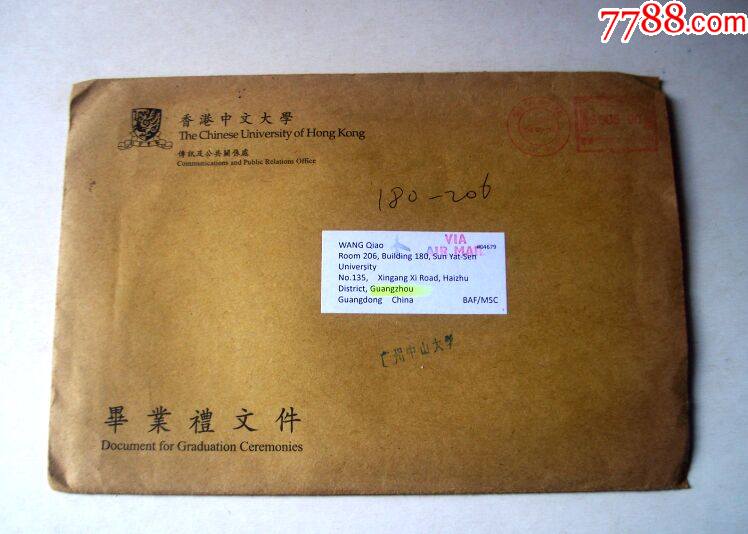 7788.com
香港中文大學
The Chinese University of Hong Kong
傳訊及公共關係處
Communications and Public Relations Office
180-206
WANG Qiao
VIA
AIR MAIL
#04679
Room 206, Building 180, Sun Yat-Sen
University
No.135, Xingang Xi Road, Haizhu
District, Guangzhou
Guangdong China BAF/MSC
广州中山大学
畢業禮文件
Document for Graduation Ceremonies